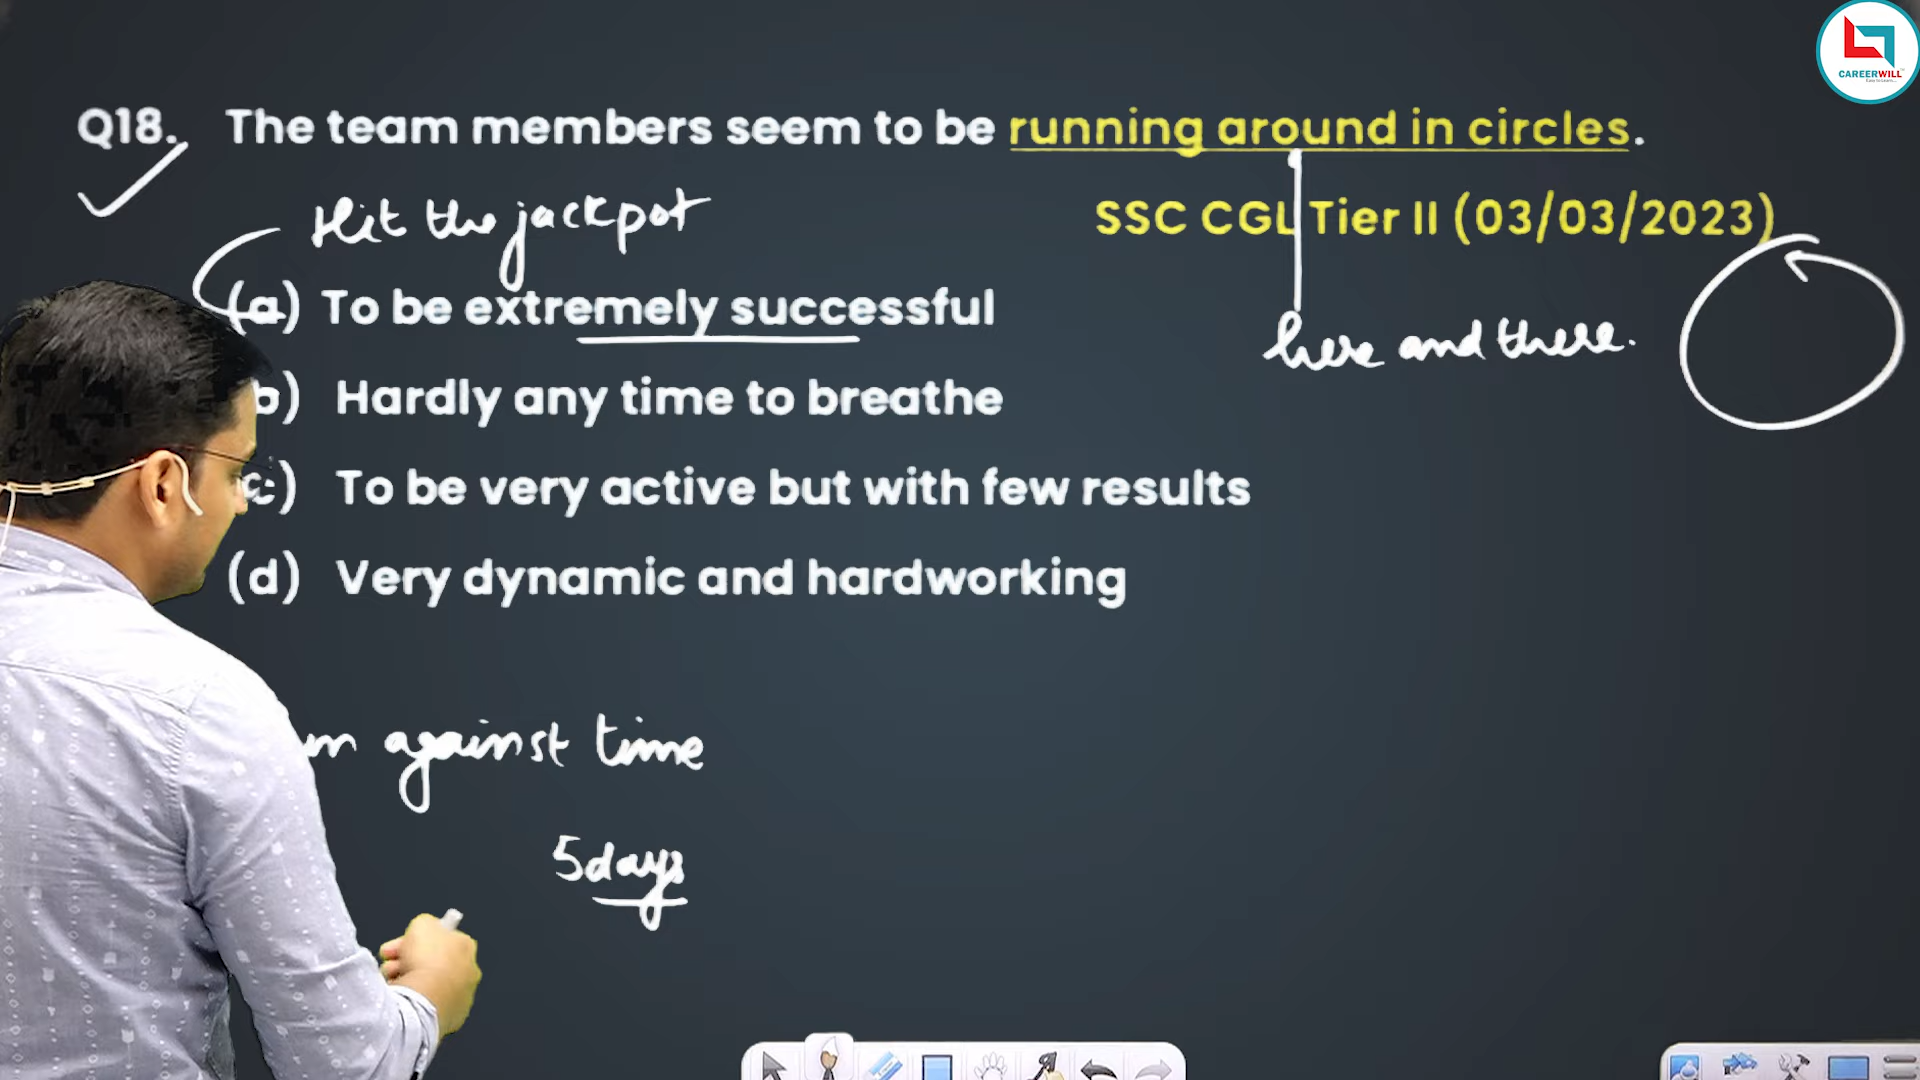 CAREERWILL
Q18. The team members seem to be running around in circles.
Hit the jackpot
SSC CGL Tier II (03/03/2023)
(a) To be extremely successful
here and there.
b) Hardly any time to breathe
c) To be very active but with few results
(d) Very dynamic and hardworking
against time
5 days